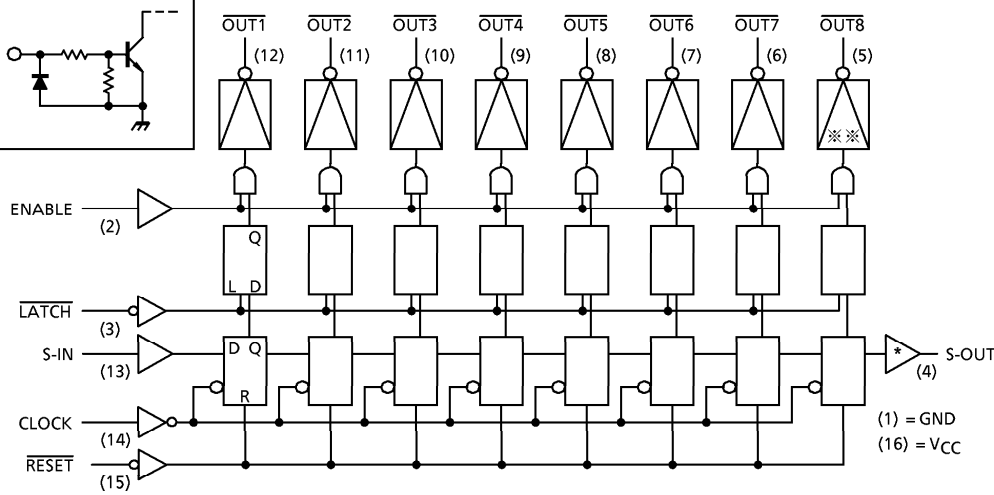 OUT1 OUT2 OUT3 OUT4 OUT5 OUT6 OUT7 OUT8
(12) (11) (10) (9) (8) (7) (6) (5)
※ ※
ENABLE
(2)
Q
L D
LATCH
(3)
S-IN
(13)
D Q
R
* S-OUT
(4)
CLOCK
(14)
(1) = GND
(16) = VCC
RESET
(15)